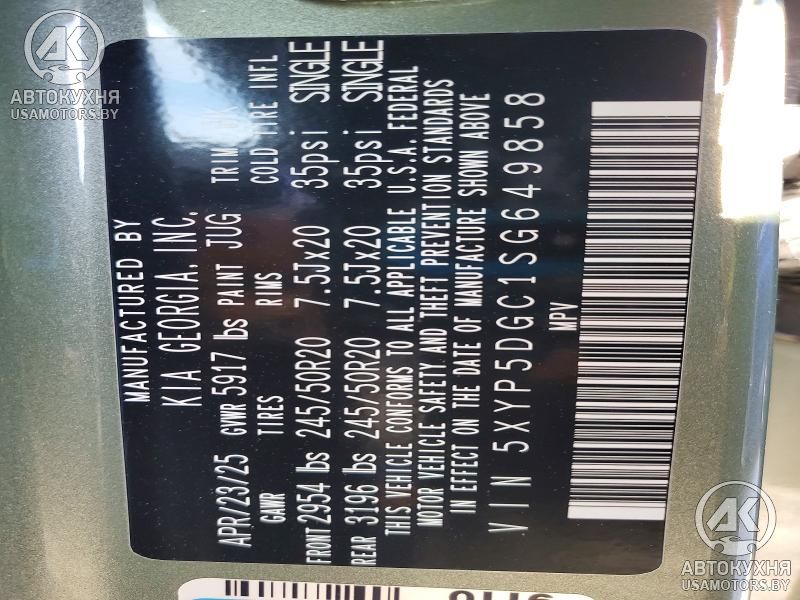 MANUFACTURED BY
KIA GEORGIA, INC.
APR/23/25 GVWR 5917 lbs PAINT JUG TRIM
GAWR TIRES RIMS COLD TIRE INFL
FRONT 2954 lbs 245/50R20 7.5Jx20 35psi SINGLE
REAR 3196 lbs 245/50R20 7.5Jx20 35psi SINGLE
THIS VEHICLE CONFORMS TO ALL APPLICABLE U.S.A. FEDERAL
MOTOR VEHICLE SAFETY AND THEFT PREVENTION STANDARDS
IN EFFECT ON THE DATE OF MANUFACTURE SHOWN ABOVE
VIN 5XYP5DGC1SG649858
MPV
АК
АВТОКУХНЯ
USAMOTORS.BY
АК
АВТОКУХНЯ
USAMOTORS.BY